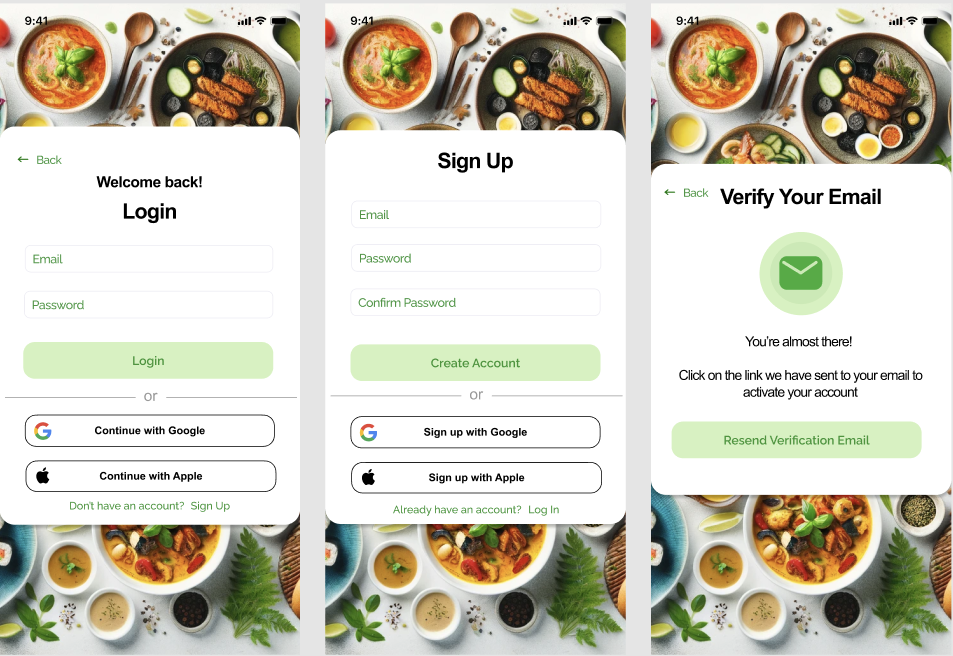 9:41
← Back
Welcome back!
Login
Email
Password
Login
or
Continue with Google
Continue with Apple
Don't have an account? Sign Up
9:41
Sign Up
Email
Password
Confirm Password
Create Account
or
Sign up with Google
Sign up with Apple
Already have an account? Log In
9:41
← Back
Verify Your Email
You're almost there!
Click on the link we have sent to your email to
activate your account
Resend Verification Email